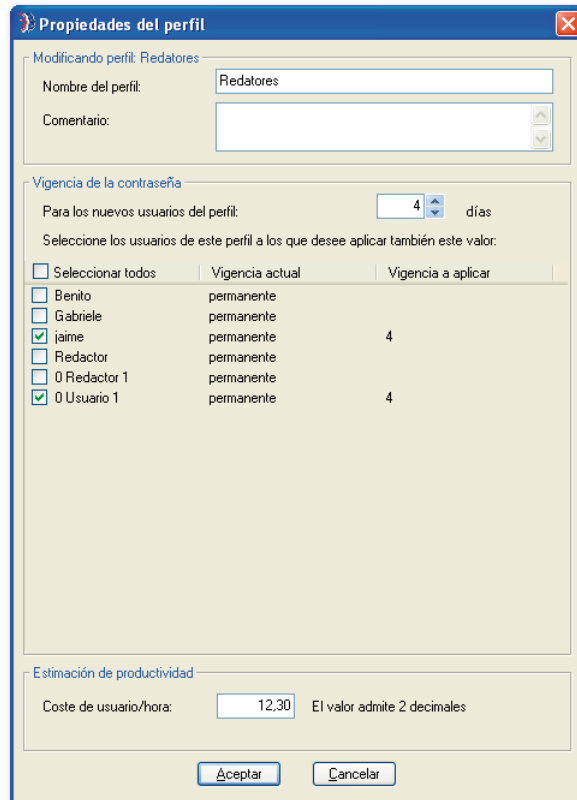 Propiedades del perfil
Modificando perfil: Redatores
Nombre del perfil: Redatores
Comentario:
Vigencia de la contraseña
Para los nuevos usuarios del perfil: 4 días
Seleccione los usuarios de este perfil a los que desee aplicar también este valor:
Seleccionar todos Vigencia actual Vigencia a aplicar
Benito permanente
Gabriele permanente
jaime permanente 4
Redactor permanente
0 Redactor 1 permanente
0 Usuario 1 permanente 4
Estimación de productividad
Coste de usuario/hora: 12,30 El valor admite 2 decimales
Aceptar Cancelar